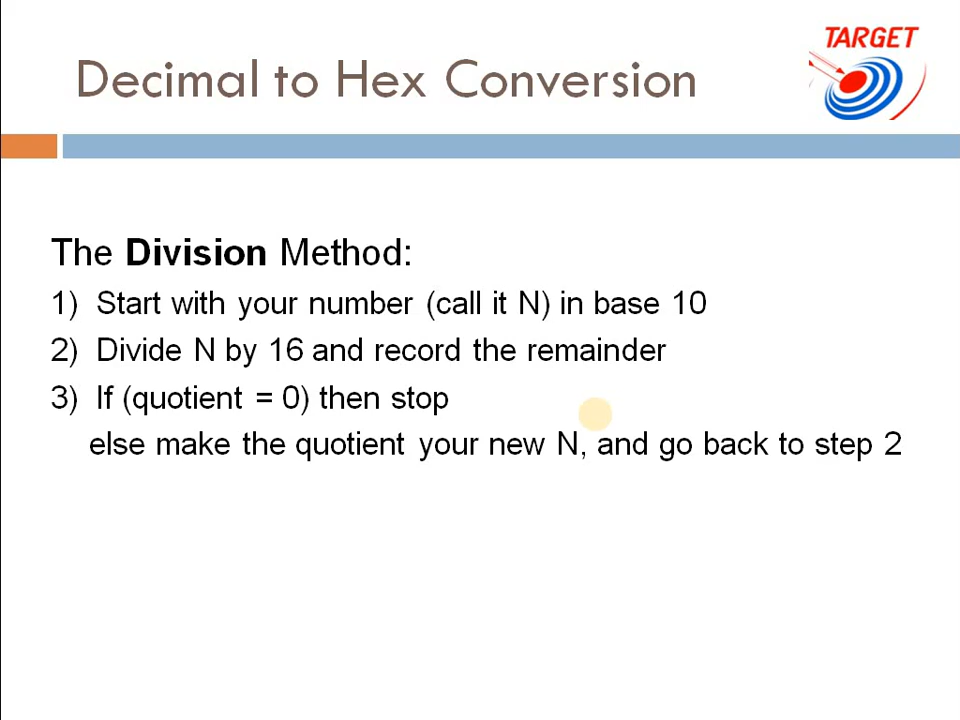 Decimal to Hex Conversion
TARGET
The Division Method:
1) Start with your number (call it N) in base 10
2) Divide N by 16 and record the remainder
3) If (quotient = 0) then stop
else make the quotient your new N, and go back to step 2